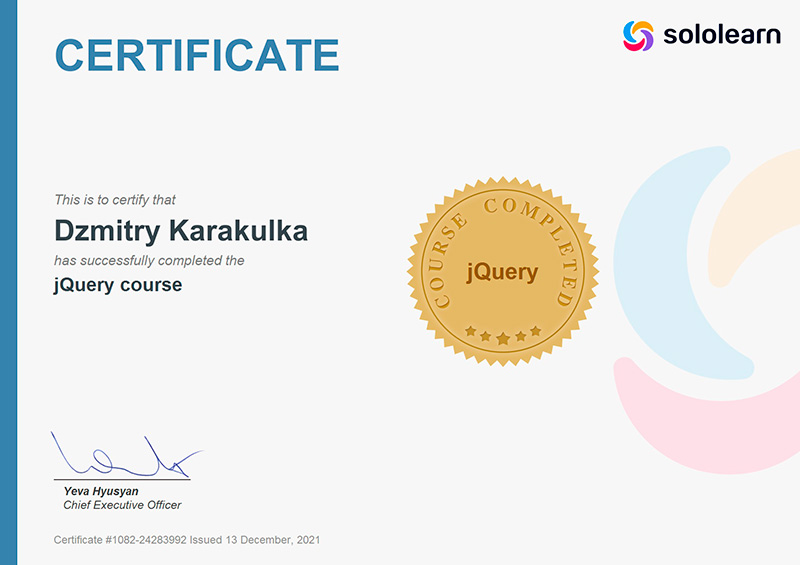 CERTIFICATE
sololearn
This is to certify that
Dzmitry Karakulka
has successfully completed the
jQuery course
COURSE COMPLETED
jQuery
Yeva Hyusyan
Chief Executive Officer
Certificate #1082-24283992 Issued 13 December, 2021